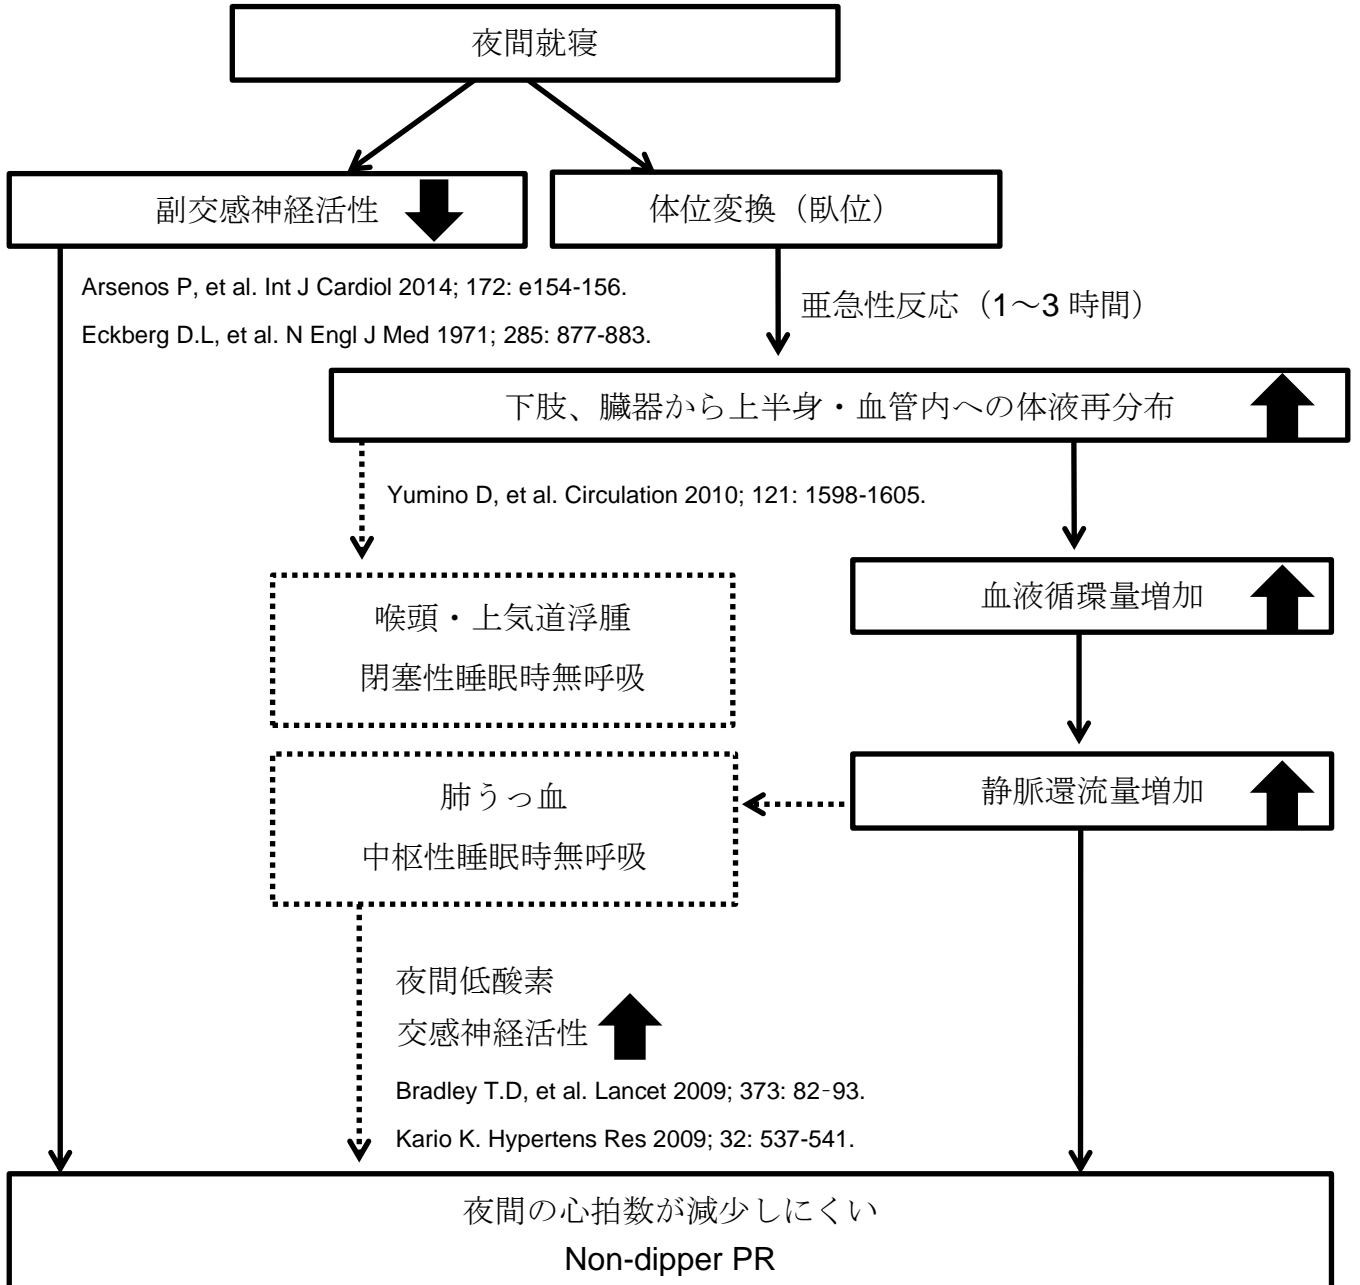 夜間就寝
副交感神経活性
体位変換（臥位）
Arsenos P, et al. Int J Cardiol 2014; 172: e154-156.
Eckberg D.L, et al. N Engl J Med 1971; 285: 877-883.
亜急性反応（1～3 時間）
下肢、臓器から上半身・血管内への体液再分布
Yumino D, et al. Circulation 2010; 121: 1598-1605.
血液循環量増加
喉頭・上気道浮腫
閉塞性睡眠時無呼吸
静脈還流量増加
肺うっ血
中枢性睡眠時無呼吸
夜間低酸素
交感神経活性
Bradley T.D, et al. Lancet 2009; 373: 82-93.
Kario K. Hypertens Res 2009; 32: 537-541.
夜間の心拍数が減少しにくい
Non-dipper PR